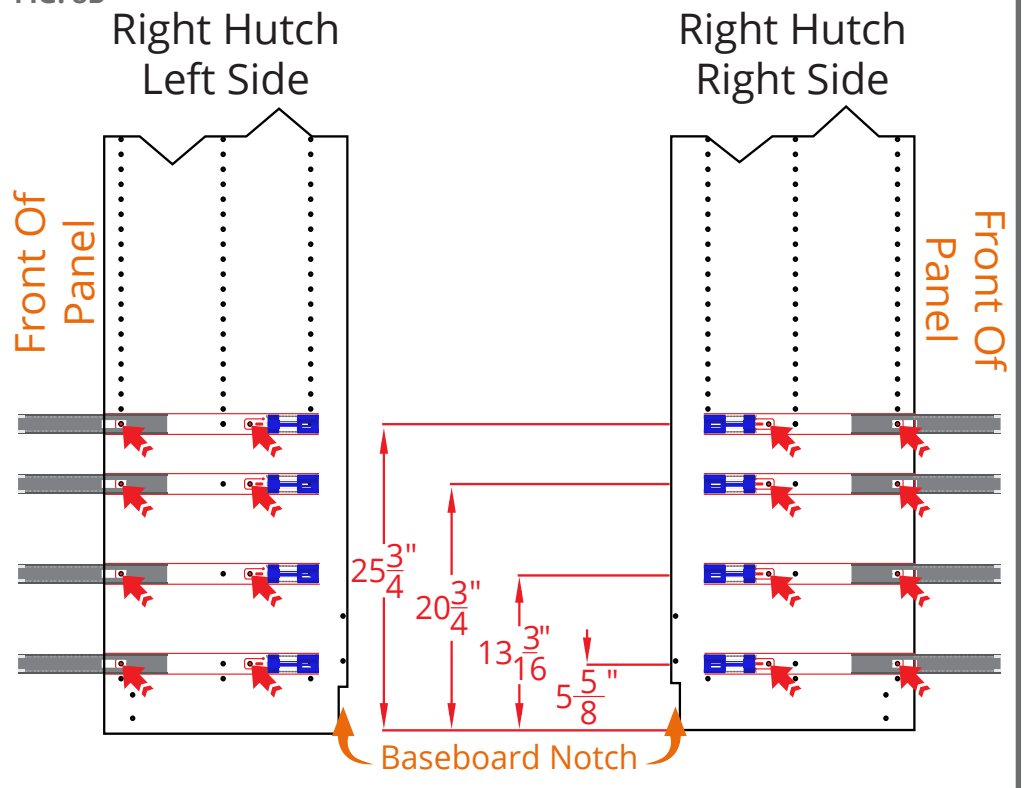 Right Hutch
Left Side
Right Hutch
Right Side
Front Of
Panel
Front Of
Panel
25 3/4"
20 3/4"
13 3/16"
5 5/8"
Baseboard Notch